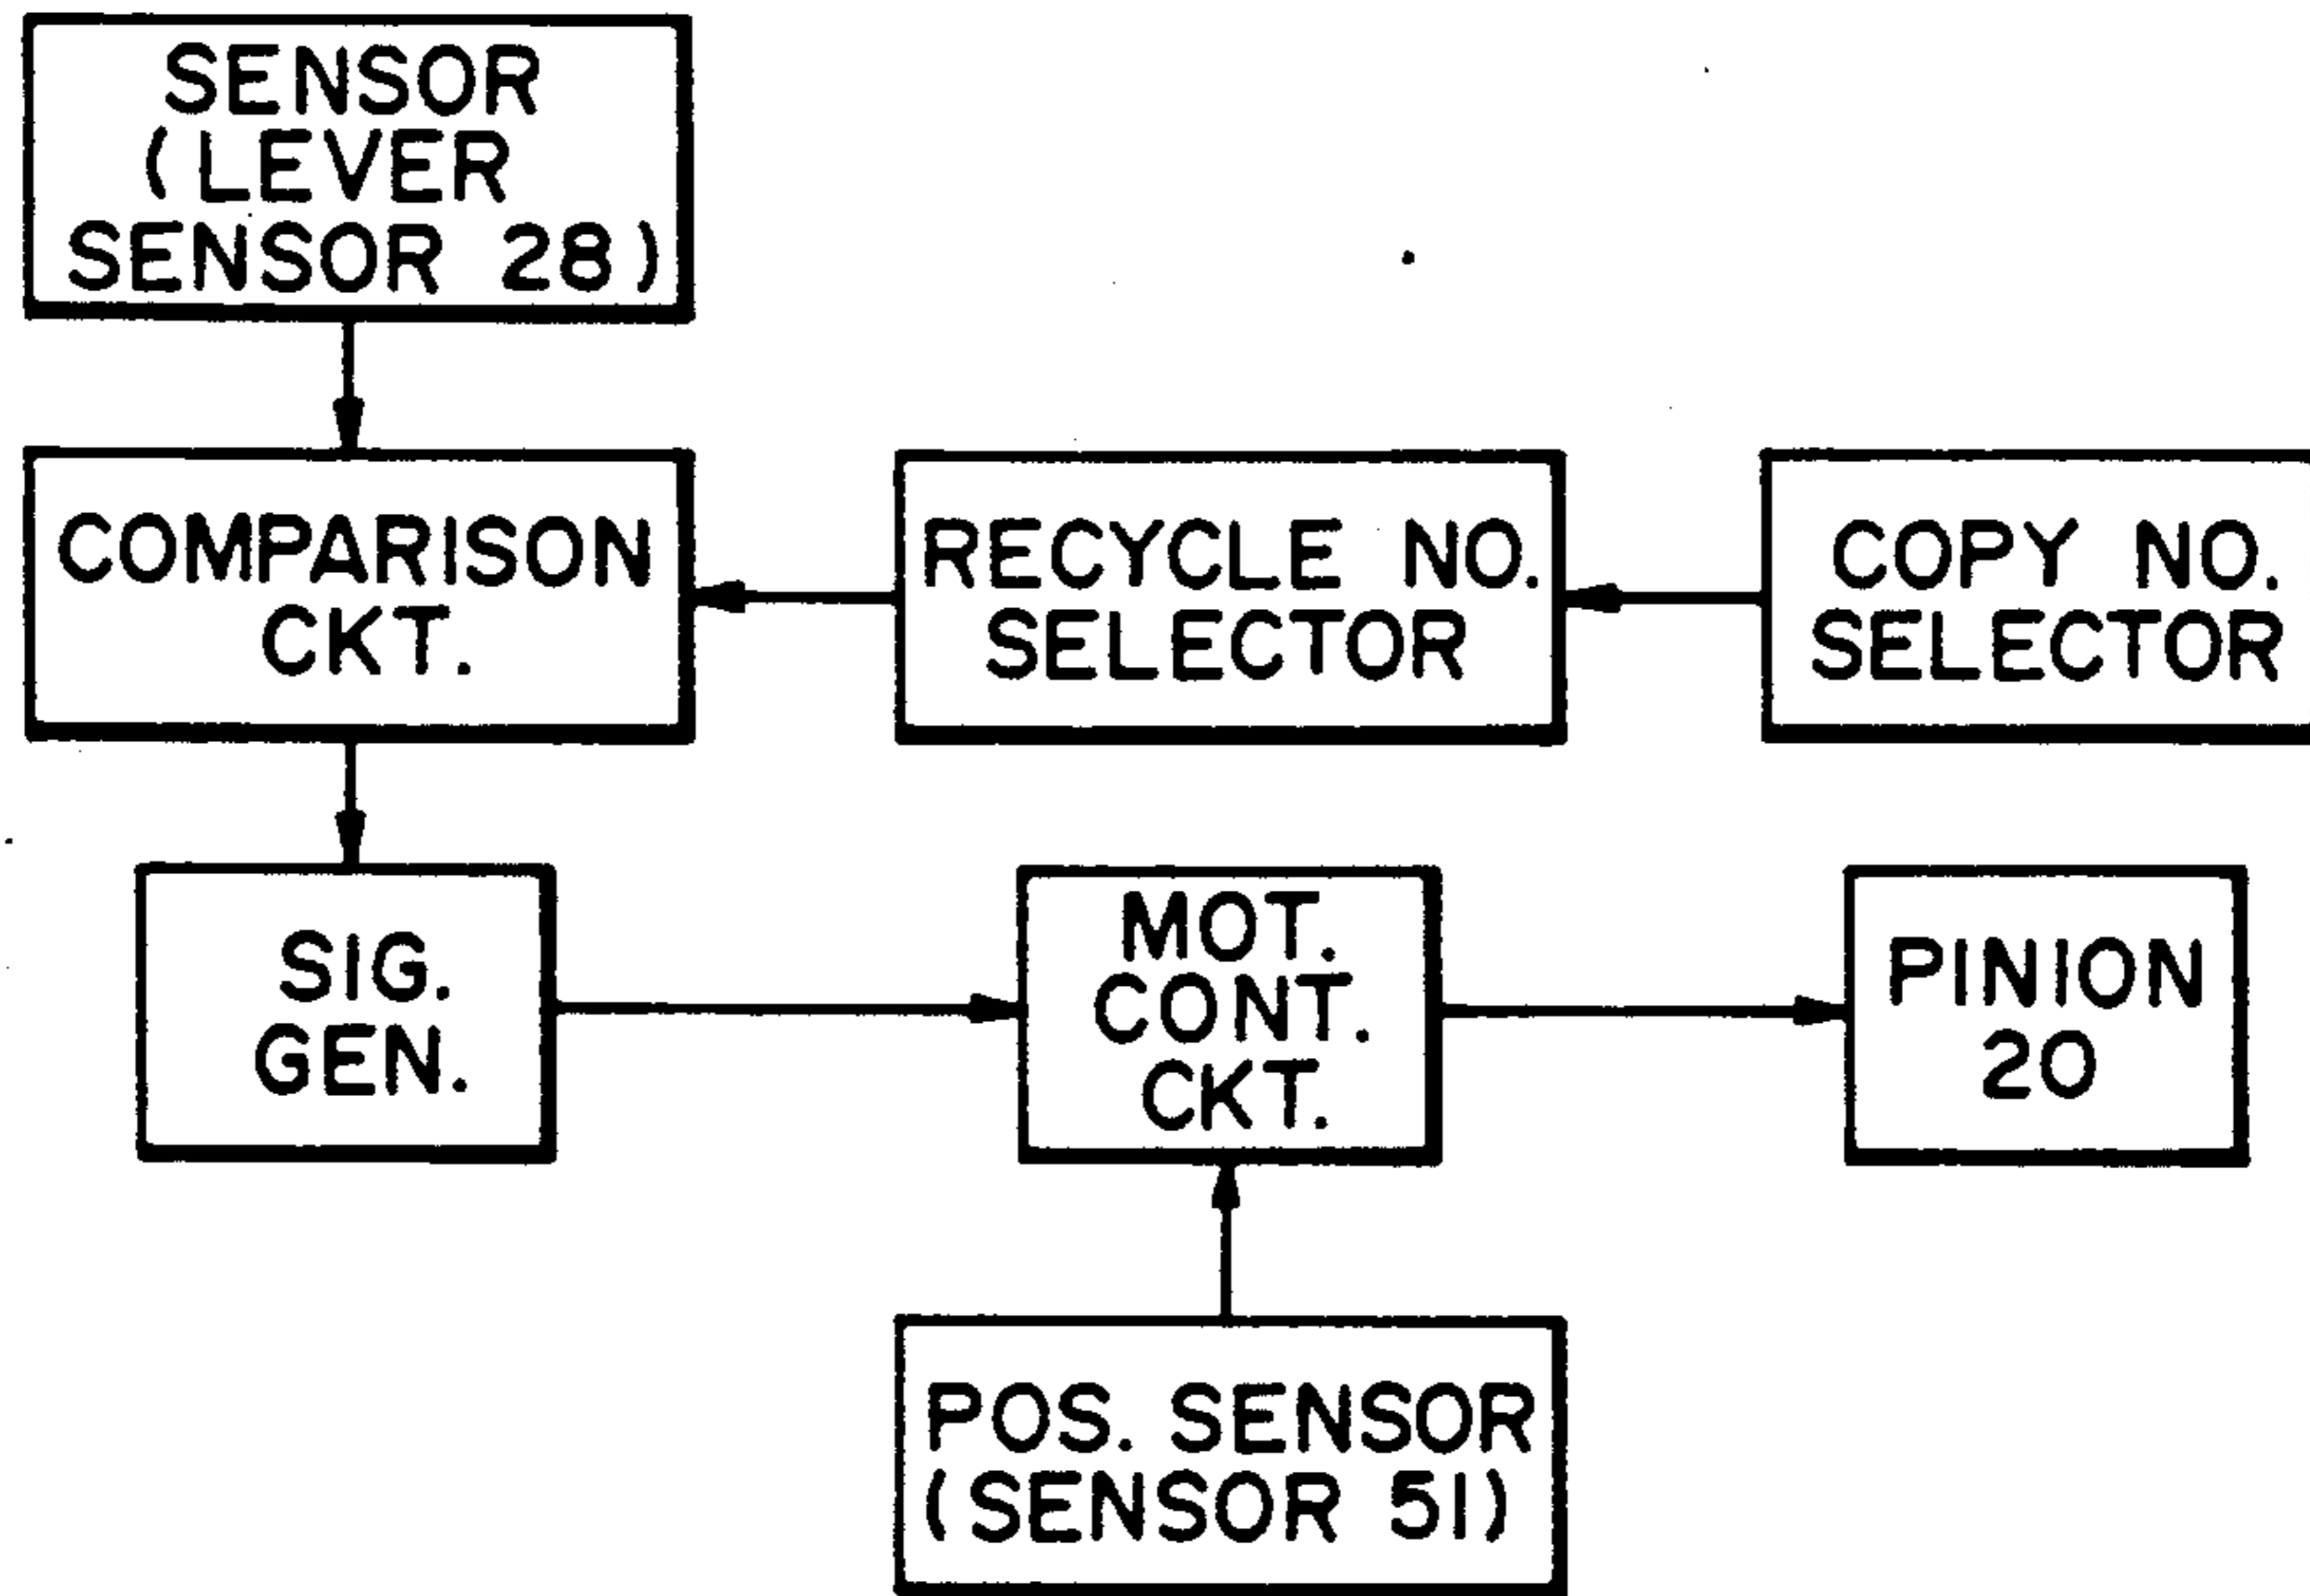 SENSOR
(LEVER
SENSOR 28)
COMPARISON
CKT.
RECYCLE NO.
SELECTOR
COPY NO.
SELECTOR
SIG.
GEN.
MOT.
CONT.
CKT.
PINION
20
POS. SENSOR
(SENSOR 51)